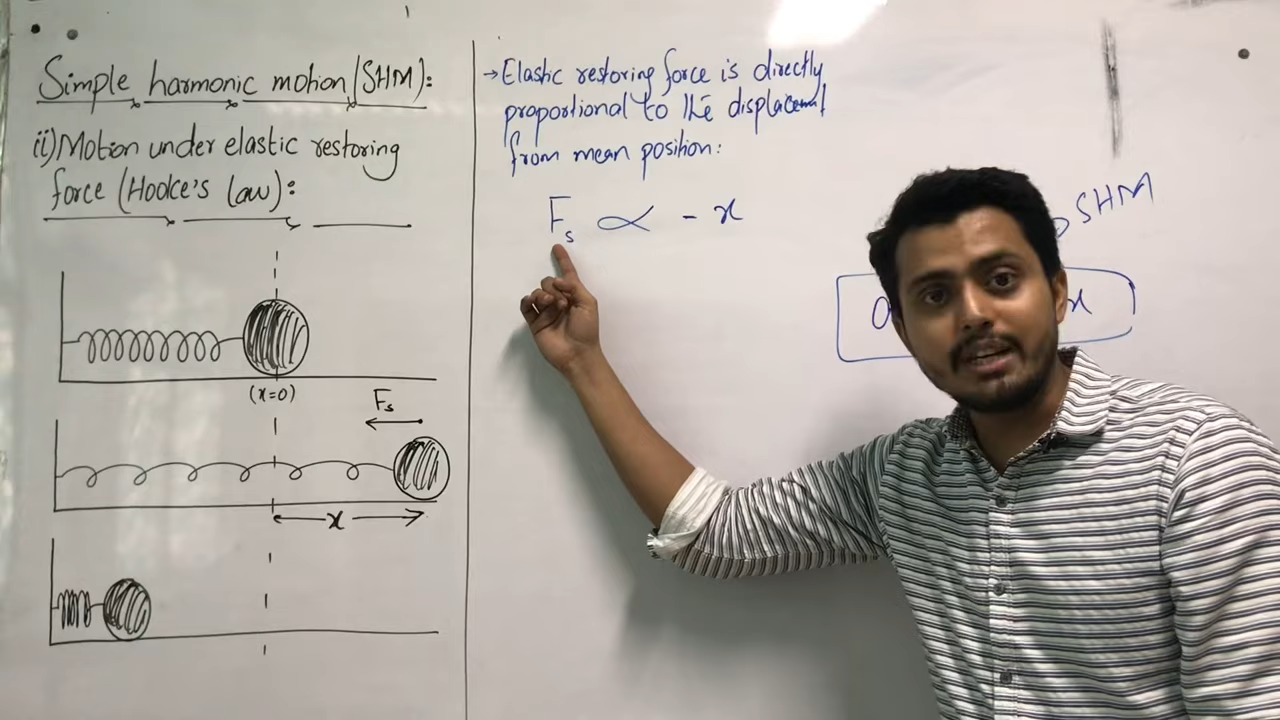 Simple harmonic motion (SHM):
ii) Motion under elastic restoring
force (Hooke's law):
(x=0)
Fs
x
→ Elastic restoring force is directly
proportional to the displacement
from mean position:
Fs ∝ - x
SHM
x